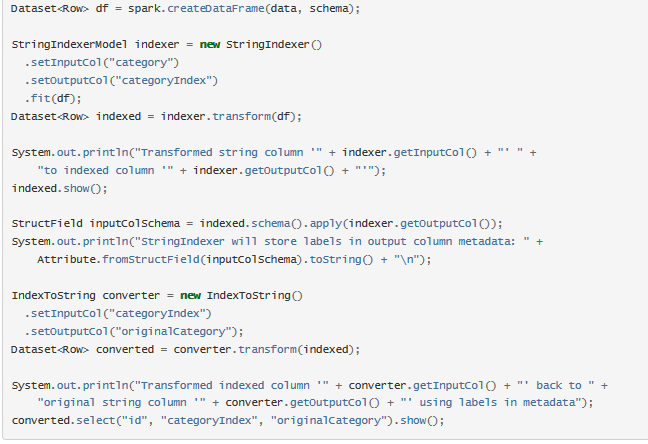 Dataset<Row> df = spark.createDataFrame(data, schema);
StringIndexerModel indexer = new StringIndexer()
.setInputCol("category")
.setOutputCol("categoryIndex")
.fit(df);
Dataset<Row> indexed = indexer.transform(df);
System.out.println("Transformed string column '" + indexer.getInputCol() + "' " +
"to indexed column '" + indexer.getOutputCol() + "'");
indexed.show();
StructField inputColSchema = indexed.schema().apply(indexer.getOutputCol());
System.out.println("StringIndexer will store labels in output column metadata: " +
Attribute.fromStructField(inputColSchema).toString() + "\n");
IndexToString converter = new IndexToString()
.setInputCol("categoryIndex")
.setOutputCol("originalCategory");
Dataset<Row> converted = converter.transform(indexed);
System.out.println("Transformed indexed column '" + converter.getInputCol() + "' back to " +
"original string column '" + converter.getOutputCol() + "' using labels in metadata");
converted.select("id", "categoryIndex", "originalCategory").show();